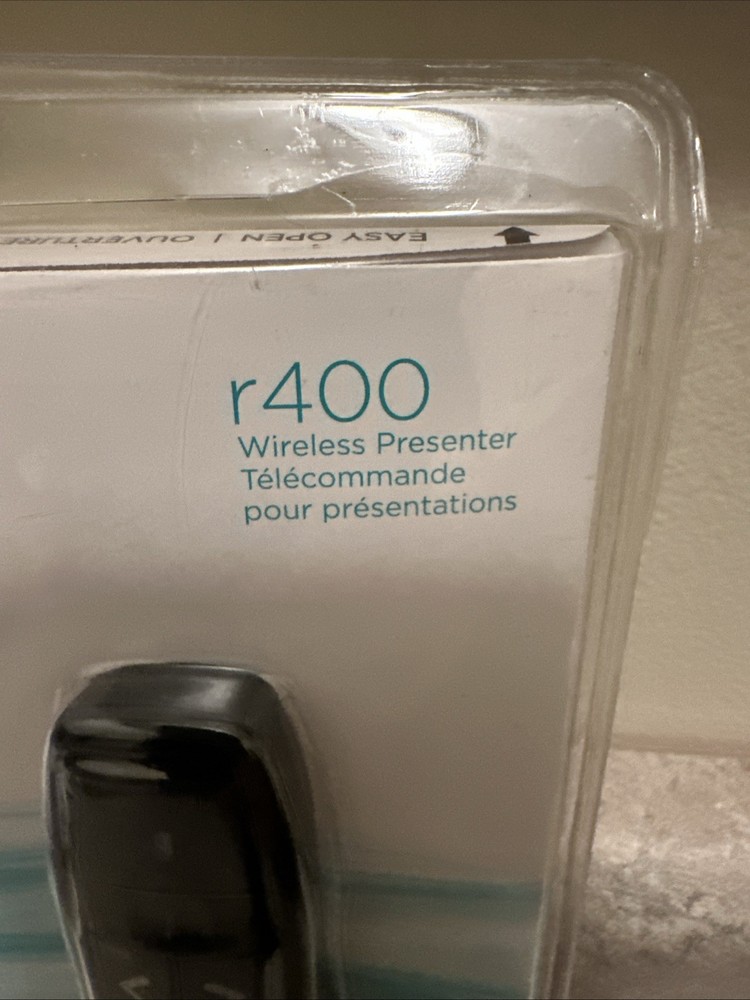 EASY OPEN | OUVERTURE
r400
Wireless Presenter
Télécommande
pour présentations